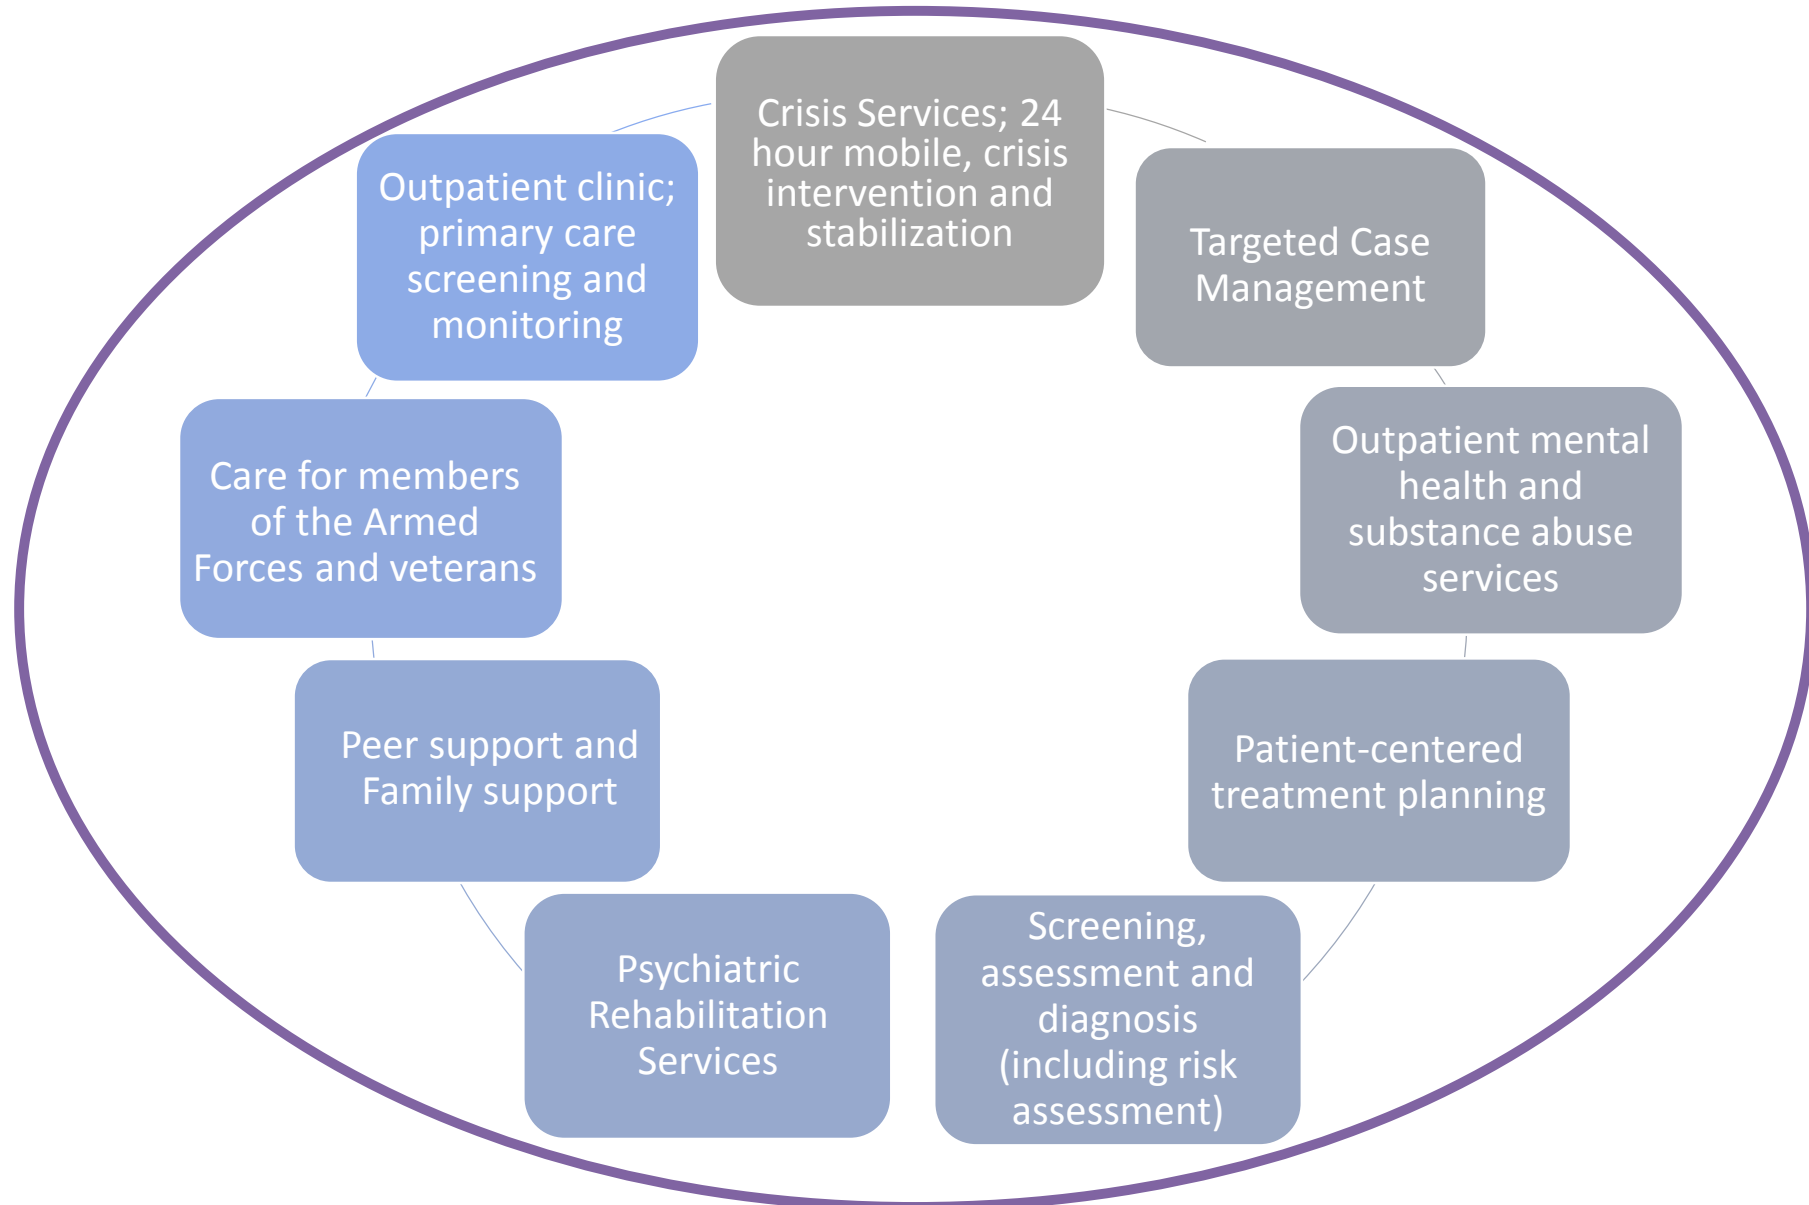 Crisis Services; 24
hour mobile, crisis
intervention and
stabilization
Targeted Case
Management
Outpatient mental
health and
substance abuse
services
Patient-centered
treatment planning
Screening,
assessment and
diagnosis
(including risk
assessment)
Psychiatric
Rehabilitation
Services
Peer support and
Family support
Care for members
of the Armed
Forces and veterans
Outpatient clinic;
primary care
screening and
monitoring